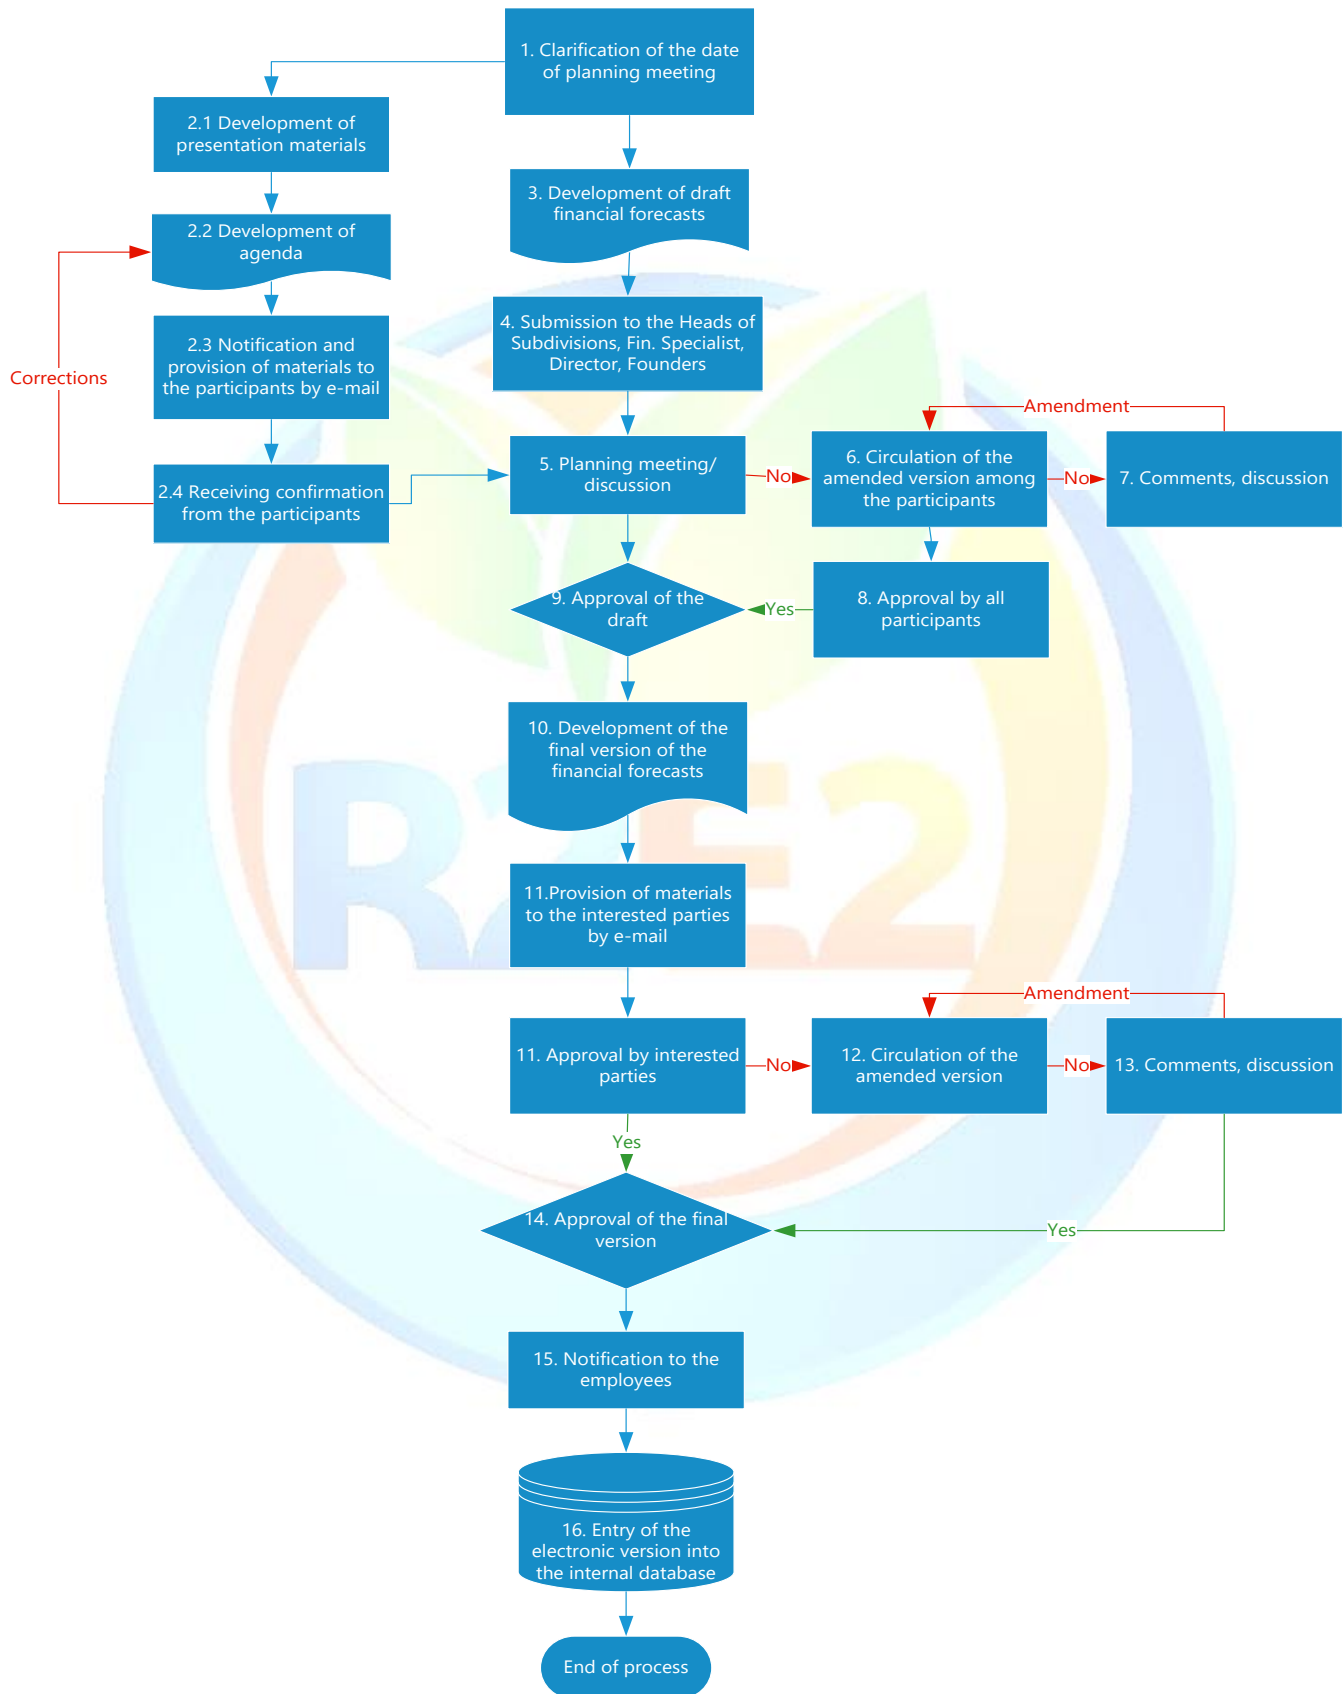 1. Clarification of the date
of planning meeting
2.1 Development of
presentation materials
3. Development of draft
financial forecasts
2.2 Development of
agenda
4. Submission to the Heads of
Subdivisions, Fin. Specialist,
Director, Founders
2.3 Notification and
provision of materials to
the participants by e-mail
Corrections
2.4 Receiving confirmation
from the participants
5. Planning meeting/
discussion
No
6. Circulation of the
amended version among
the participants
Amendment
No
7. Comments, discussion
8. Approval by all
participants
Yes
9. Approval of the
draft
10. Development of the
final version of the
financial forecasts
R2E2
11.Provision of materials
to the interested parties
by e-mail
11. Approval by interested
parties
No
12. Circulation of the
amended version
Amendment
No
13. Comments, discussion
Yes
Yes
14. Approval of the final
version
15. Notification to the
employees
16. Entry of the
electronic version into
the internal database
End of process